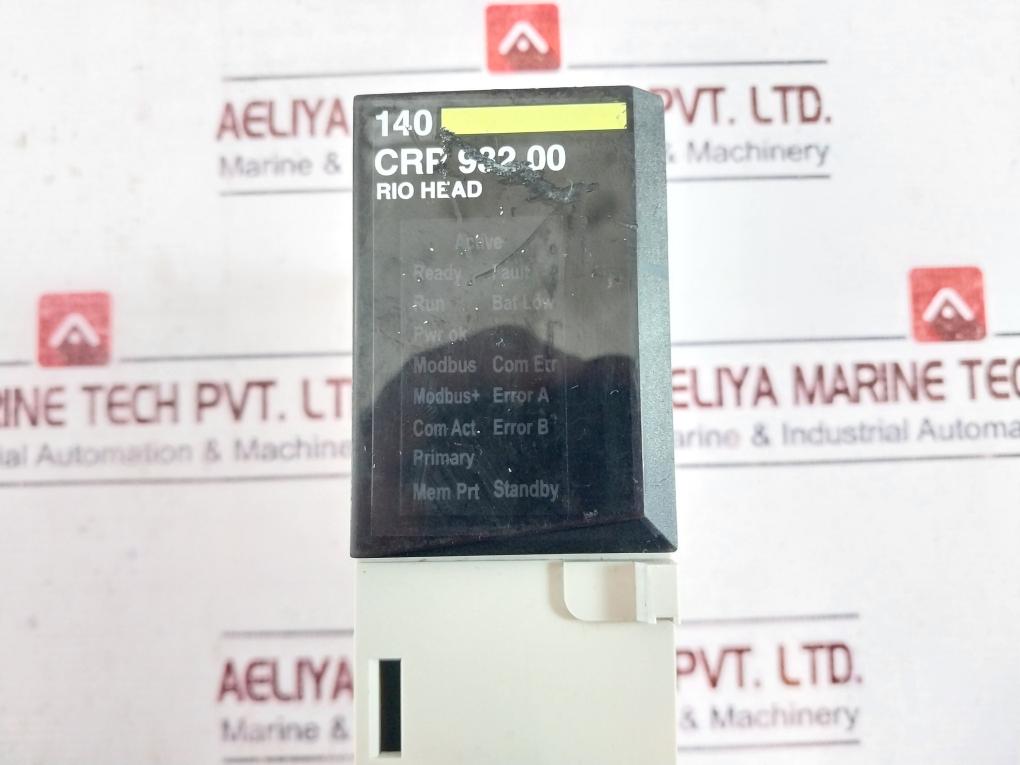 AELIYA PVT. LTD.
Marine & & Machinery
140
CRP 932 00
RIO HEAD
Active
Ready Fault
Run Bat Low
Pwr ok
Modbus Com Err
Modbus+ Error A
Com Act Error B
Primary
Mem Prt Standby
RINE TECH PVT. LT
ial Automation & Machine
AELIYA MARINE TEC
arine & Industrial Automa
AELIYA PVT. LTD.
Marine & & Machinery